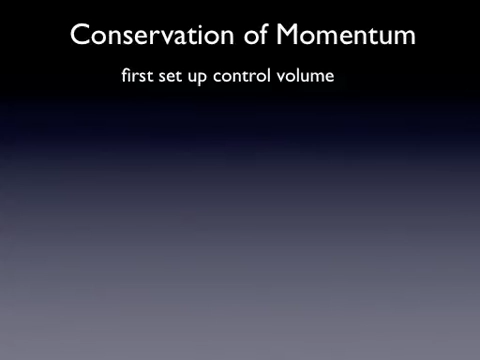 Conservation of Momentum
first set up control volume